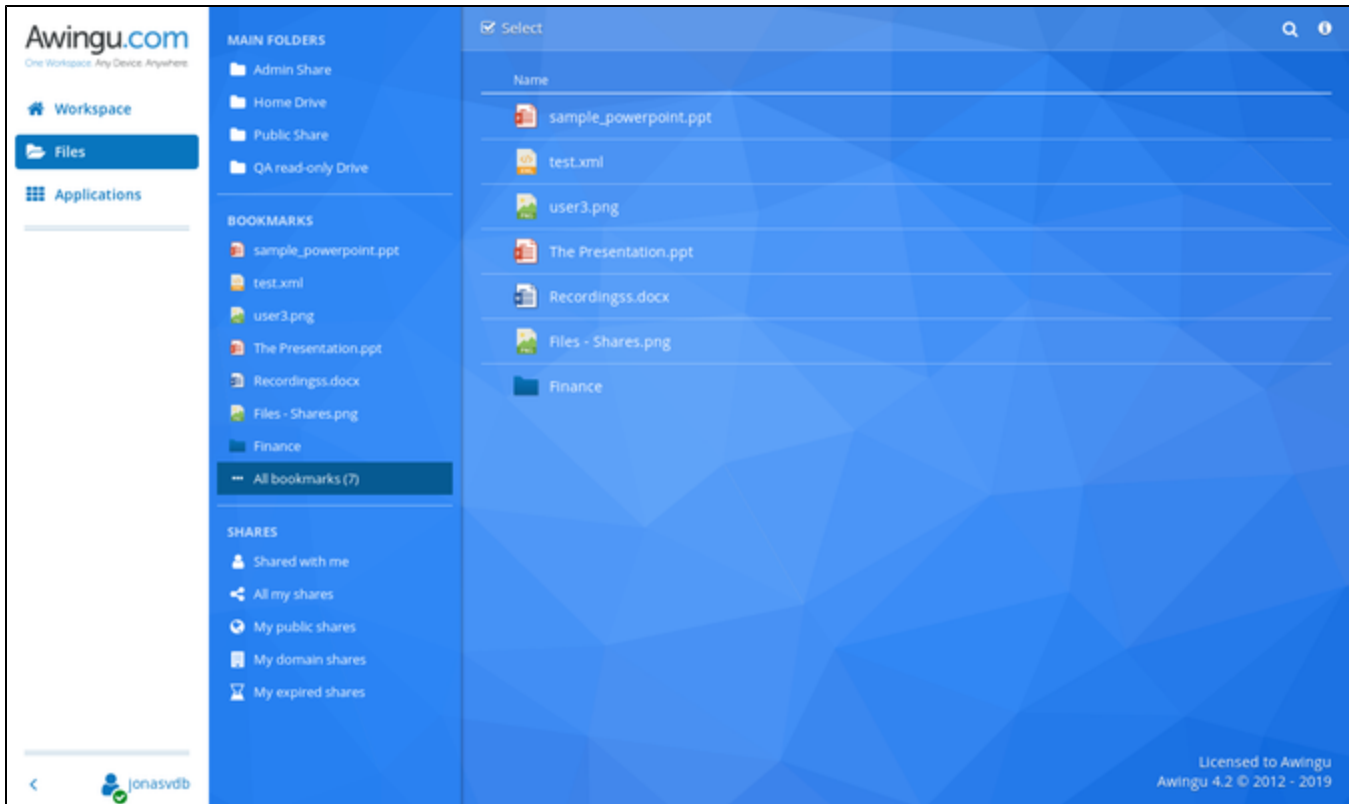 Awingu.com
One Workspace. Any Device. Anywhere.
Workspace
Files
Applications
jonasvdb
MAIN FOLDERS
Admin Share
Home Drive
Public Share
QA read-only Drive
BOOKMARKS
sample_powerpoint.ppt
test.xml
user3.png
The Presentation.ppt
Recordingss.docx
Files - Shares.png
Finance
All bookmarks (7)
SHARES
Shared with me
All my shares
My public shares
My domain shares
My expired shares
Select
Name
sample_powerpoint.ppt
test.xml
user3.png
The Presentation.ppt
Recordingss.docx
Files - Shares.png
Finance
Licensed to Awingu
Awingu 4.2 © 2012 - 2019